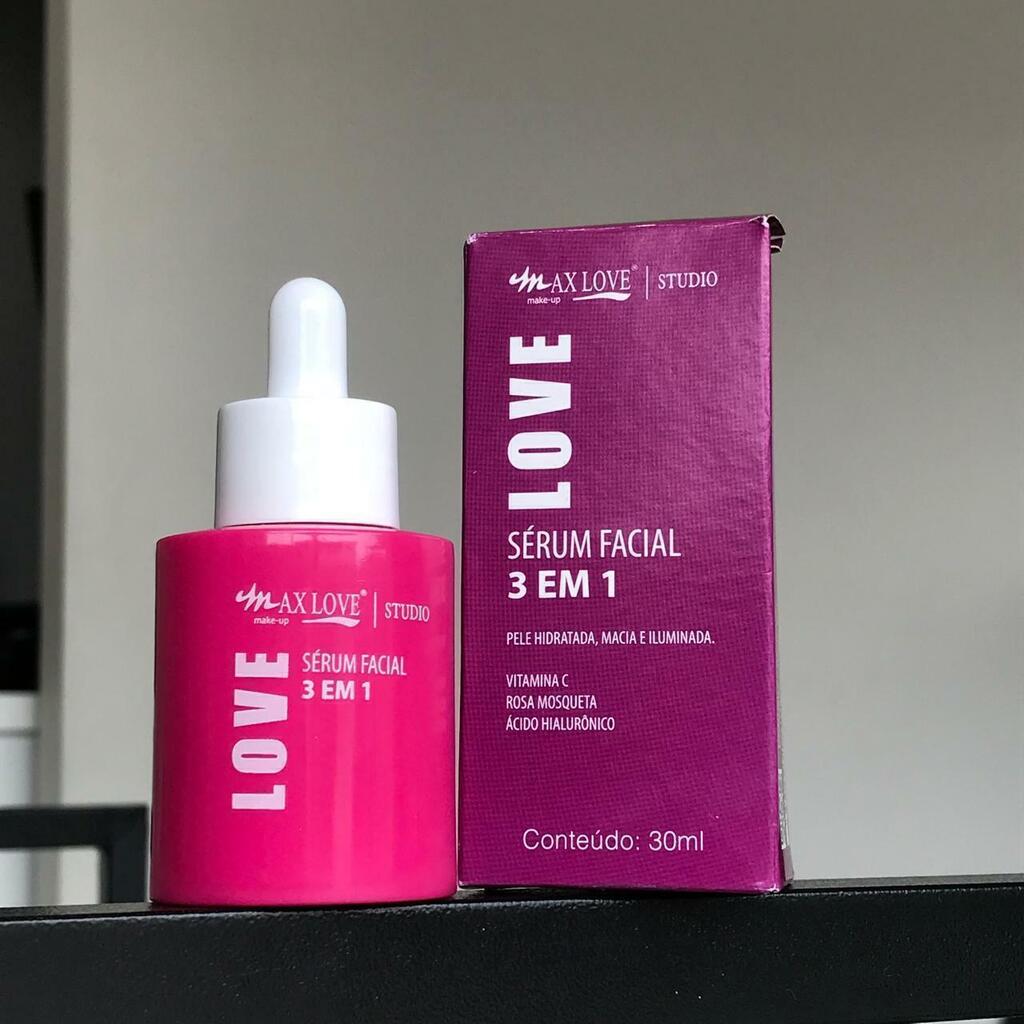 MAX LOVE® | STUDIO
make-up
LOVE
SÉRUM FACIAL
3 EM 1
MAX LOVE® | STUDIO
make-up
LOVE
SÉRUM FACIAL
3 EM 1
PELE HIDRATADA, MACIA E ILUMINADA.
VITAMINA C
ROSA MOSQUETA
ÁCIDO HIALURÔNICO
Conteúdo: 30ml